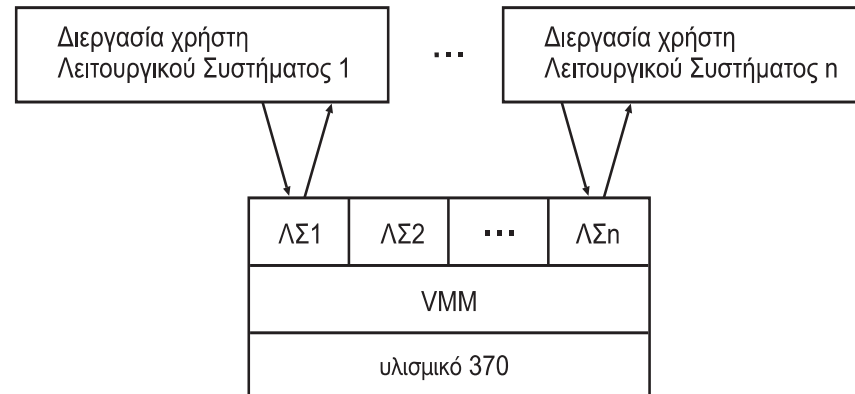 Διεργασία χρήστη
Λειτουργικού Συστήματος 1
...
Διεργασία χρήστη
Λειτουργικού Συστήματος n
ΛΣ1
ΛΣ2
...
ΛΣn
VMM
υλισμικό 370